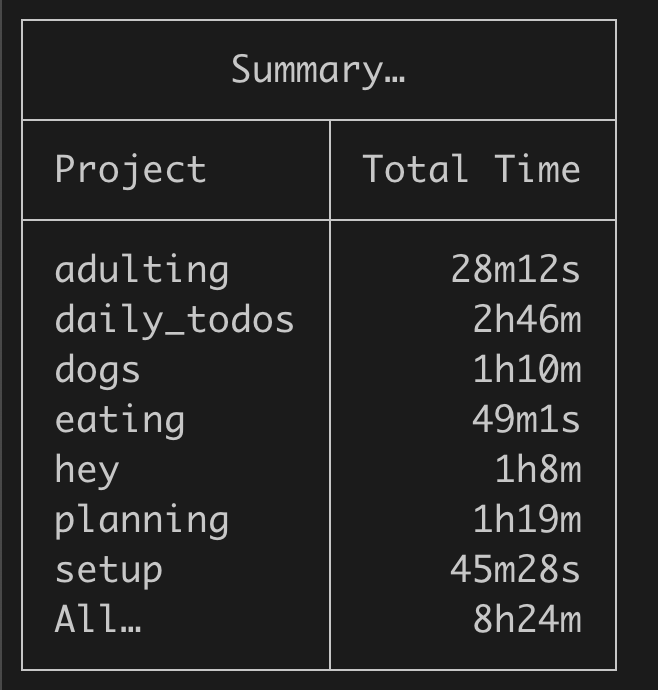 Summary…
Project Total Time
adulting 28m12s
daily_todos 2h46m
dogs 1h10m
eating 49m1s
hey 1h8m
planning 1h19m
setup 45m28s
All… 8h24m